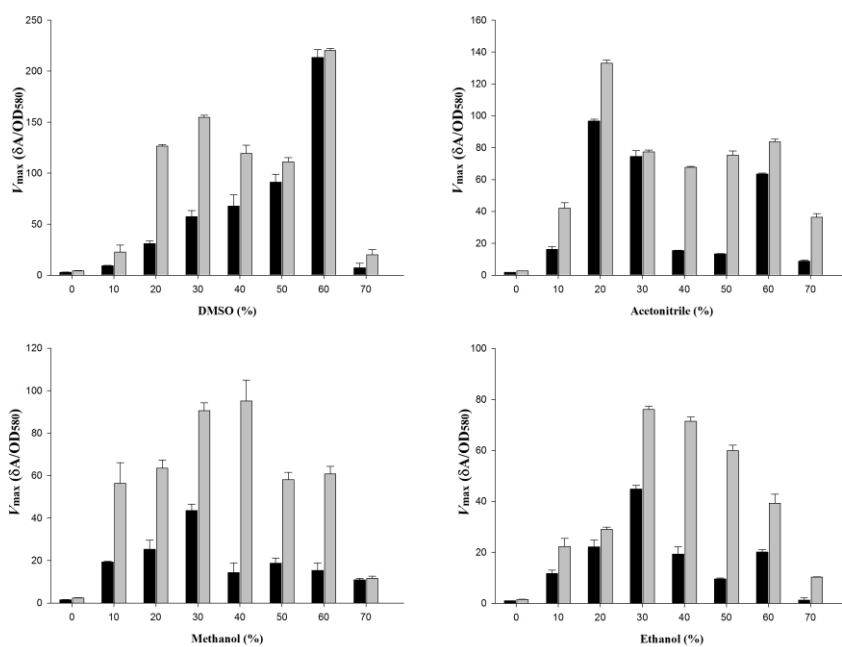 250
200
150
100
50
0
Vmax (δA/OD580)
0 10 20 30 40 50 60 70
DMSO (%)
160
140
120
100
80
60
40
20
0
Vmax (δA/OD580)
0 10 20 30 40 50 60 70
Acetonitrile (%)
120
100
80
60
40
20
0
Vmax (δA/OD580)
0 10 20 30 40 50 60 70
Methanol (%)
100
80
60
40
20
0
Vmax (δA/OD580)
0 10 20 30 40 50 60 70
Ethanol (%)